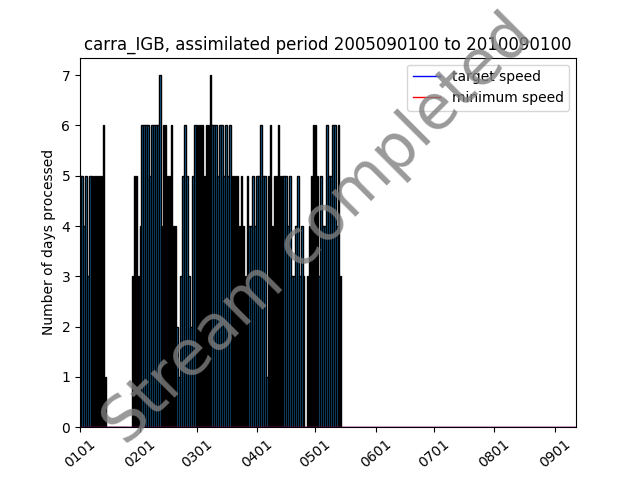 carra_IGB, assimilated period 2005090100 to 2010090100
target speed
minimum speed
Stream completed
Number of days processed
7
6
5
4
3
2
1
0
0101 0201 0301 0401 0501 0601 0701 0801 0901